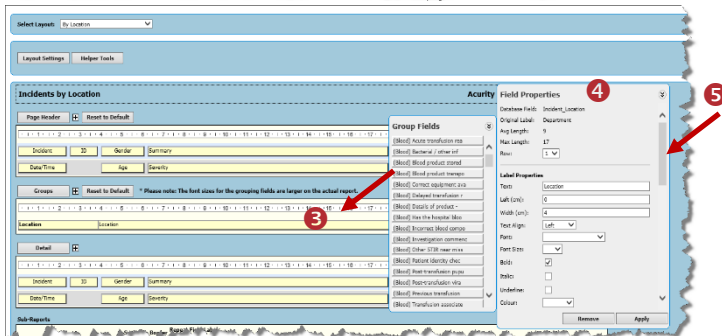 Select Layout: By Location
Layout Settings Helper Tools
Incidents by Location Acurity
Page Header Reset to Default
Incident ID Gender Summary
Date/Time Age Severity
Groups Reset to Default * Please note: The font sizes for the grouping fields are larger on the actual report.
Location Location
Detail
Incident ID Gender Summary
Date/Time Age Severity
Sub-Reports
Group Fields
[Blood] Acute transfusion rea
[Blood] Bacterial / other inf
[Blood] Blood product stored
[Blood] Blood product transpo
[Blood] Correct equipment ava
[Blood] Delayed transfusion r
[Blood] Details of product -
[Blood] Has the hospital bloo
[Blood] Incorrect blood compo
[Blood] Investigation commenc
[Blood] Other STIR near miss
[Blood] Patient identity chec
[Blood] Post-transfusion purpu
[Blood] Post-transfusion vira
[Blood] Previous transfusion
[Blood] Transfusion associate
Field Properties
Database Field: Incident_Location
Original Label: Department
Avg Length: 9
Max Length: 17
Row: 1
Label Properties
Text: Location
Left (cm): 0
Width (cm): 4
Text Align: Left
Font:
Font Size:
Bold:
Italic:
Underline:
Colour:
Remove Apply
3
4
5